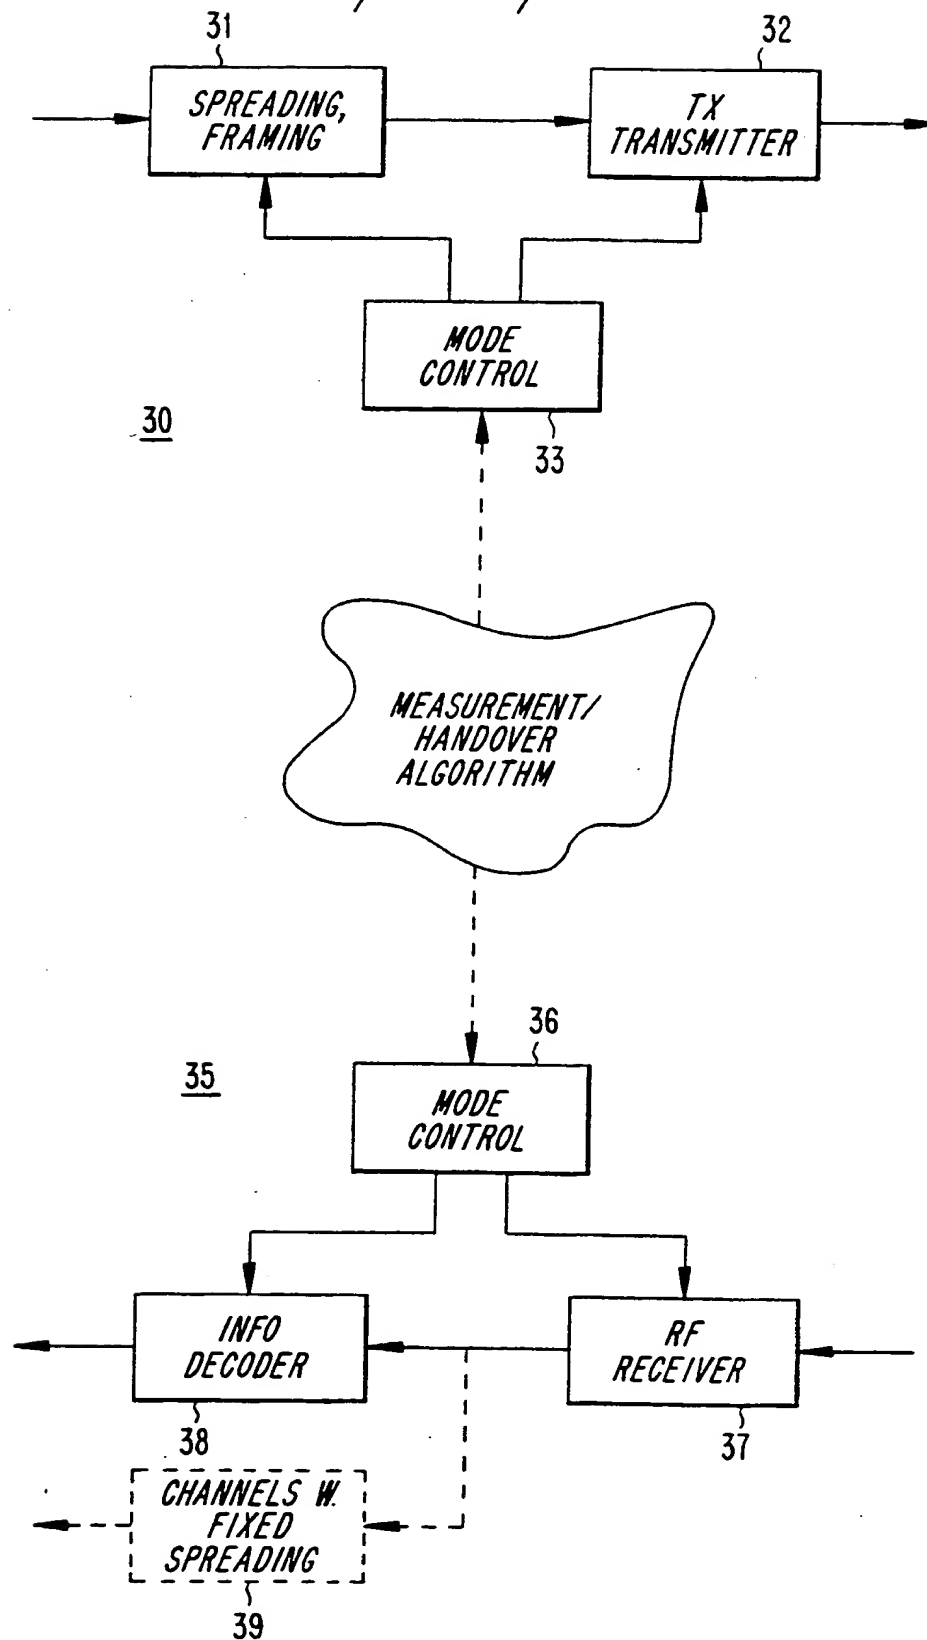 31
32
SPREADING,
FRAMING
TX
TRANSMITTER
MODE
CONTROL
30
33
MEASUREMENT/
HANDOVER
ALGORITHM
36
35
MODE
CONTROL
INFO
DECODER
RF
RECEIVER
38
37
CHANNELS W.
FIXED
SPREADING
39